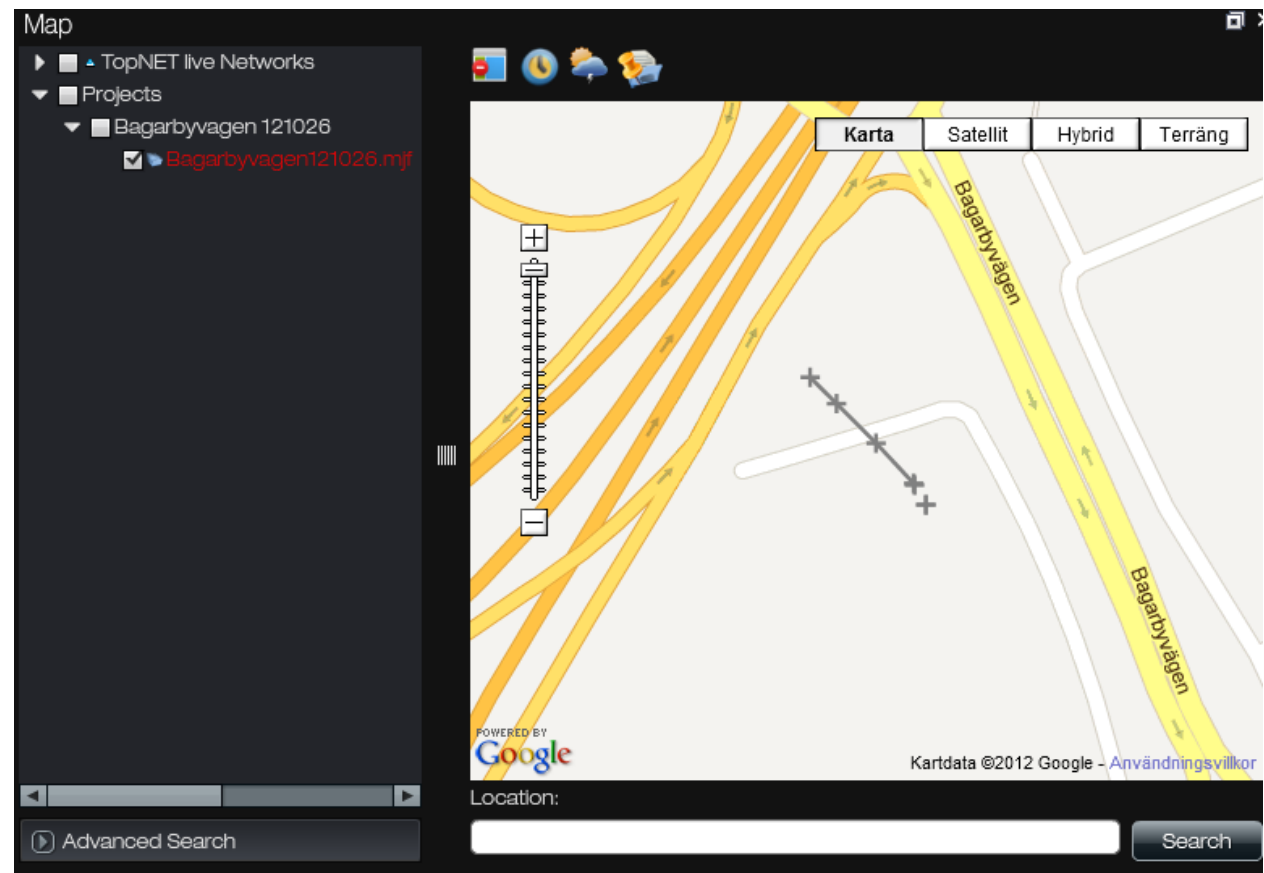 Map
TopNET live Networks
Projects
Bagarbyvagen 121026
Bagarbyvagen121026.mjf
Karta
Satellit
Hybrid
Terräng
Bagarbyvägen
Bagarbyvägen
POWERED BY
Google
Kartdata ©2012 Google - Användningsvillkor
Location:
Advanced Search
Search